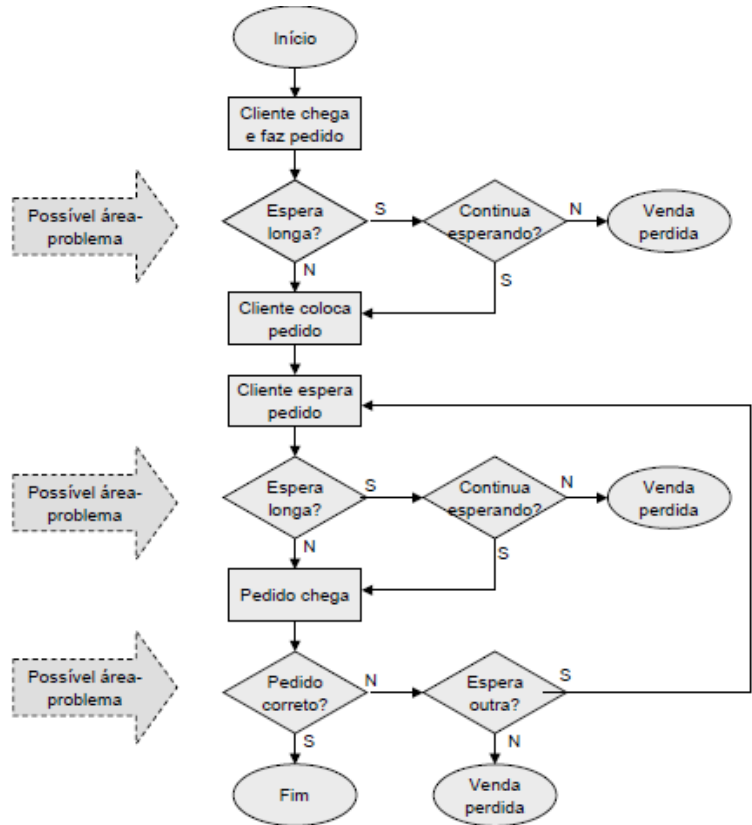 Início
Cliente chega
e faz pedido
Possível área-
problema
Espera
longa?
S
Continua
esperando?
N
Venda
perdida
N
S
Cliente coloca
pedido
Cliente espera
pedido
Possível área-
problema
Espera
longa?
S
Continua
esperando?
N
Venda
perdida
N
S
Pedido chega
Possível área-
problema
Pedido
correto?
N
Espera
outra?
S
S
N
Fim
Venda
perdida